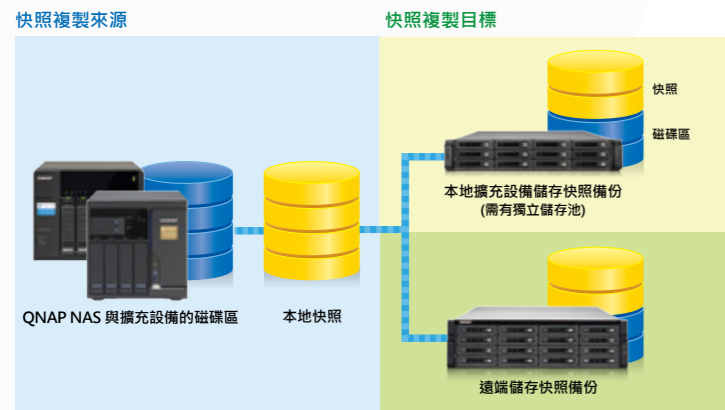 快照複製來源
快照複製目標
快照
磁碟區
本地擴充設備儲存快照備份
(需有獨立儲存池)
QNAP NAS 與擴充設備的磁碟區
本地快照
遠端儲存快照備份